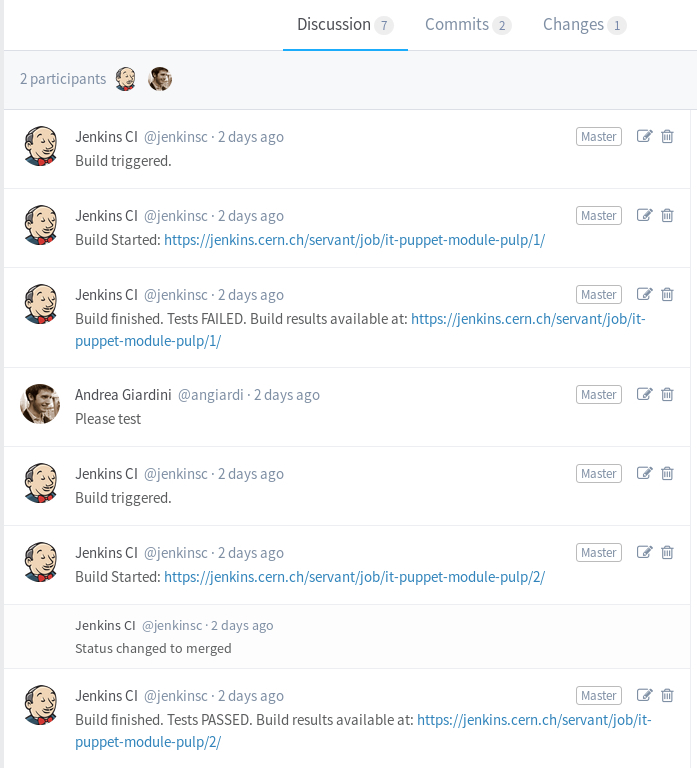 Discussion 7 Commits 2 Changes 1
2 participants
Jenkins CI @jenkinsc · 2 days ago Master
Build triggered.
Jenkins CI @jenkinsc · 2 days ago Master
Build Started: https://jenkins.cern.ch/servant/job/it-puppet-module-pulp/1/
Jenkins CI @jenkinsc · 2 days ago Master
Build finished. Tests FAILED. Build results available at: https://jenkins.cern.ch/servant/job/it-
puppet-module-pulp/1/
Andrea Giardini @angiardi · 2 days ago Master
Please test
Jenkins CI @jenkinsc · 2 days ago Master
Build triggered.
Jenkins CI @jenkinsc · 2 days ago Master
Build Started: https://jenkins.cern.ch/servant/job/it-puppet-module-pulp/2/
Jenkins CI @jenkinsc · 2 days ago
Status changed to merged
Jenkins CI @jenkinsc · 2 days ago Master
Build finished. Tests PASSED. Build results available at: https://jenkins.cern.ch/servant/job/it-
puppet-module-pulp/2/